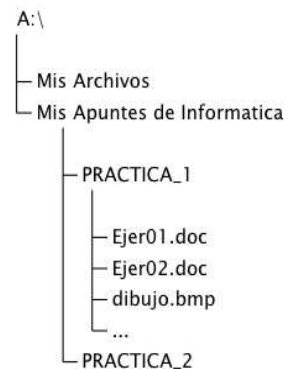 A:\
Mis Archivos
Mis Apuntes de Informatica
PRACTICA_1
Ejer01.doc
Ejer02.doc
dibujo.bmp
...
PRACTICA_2